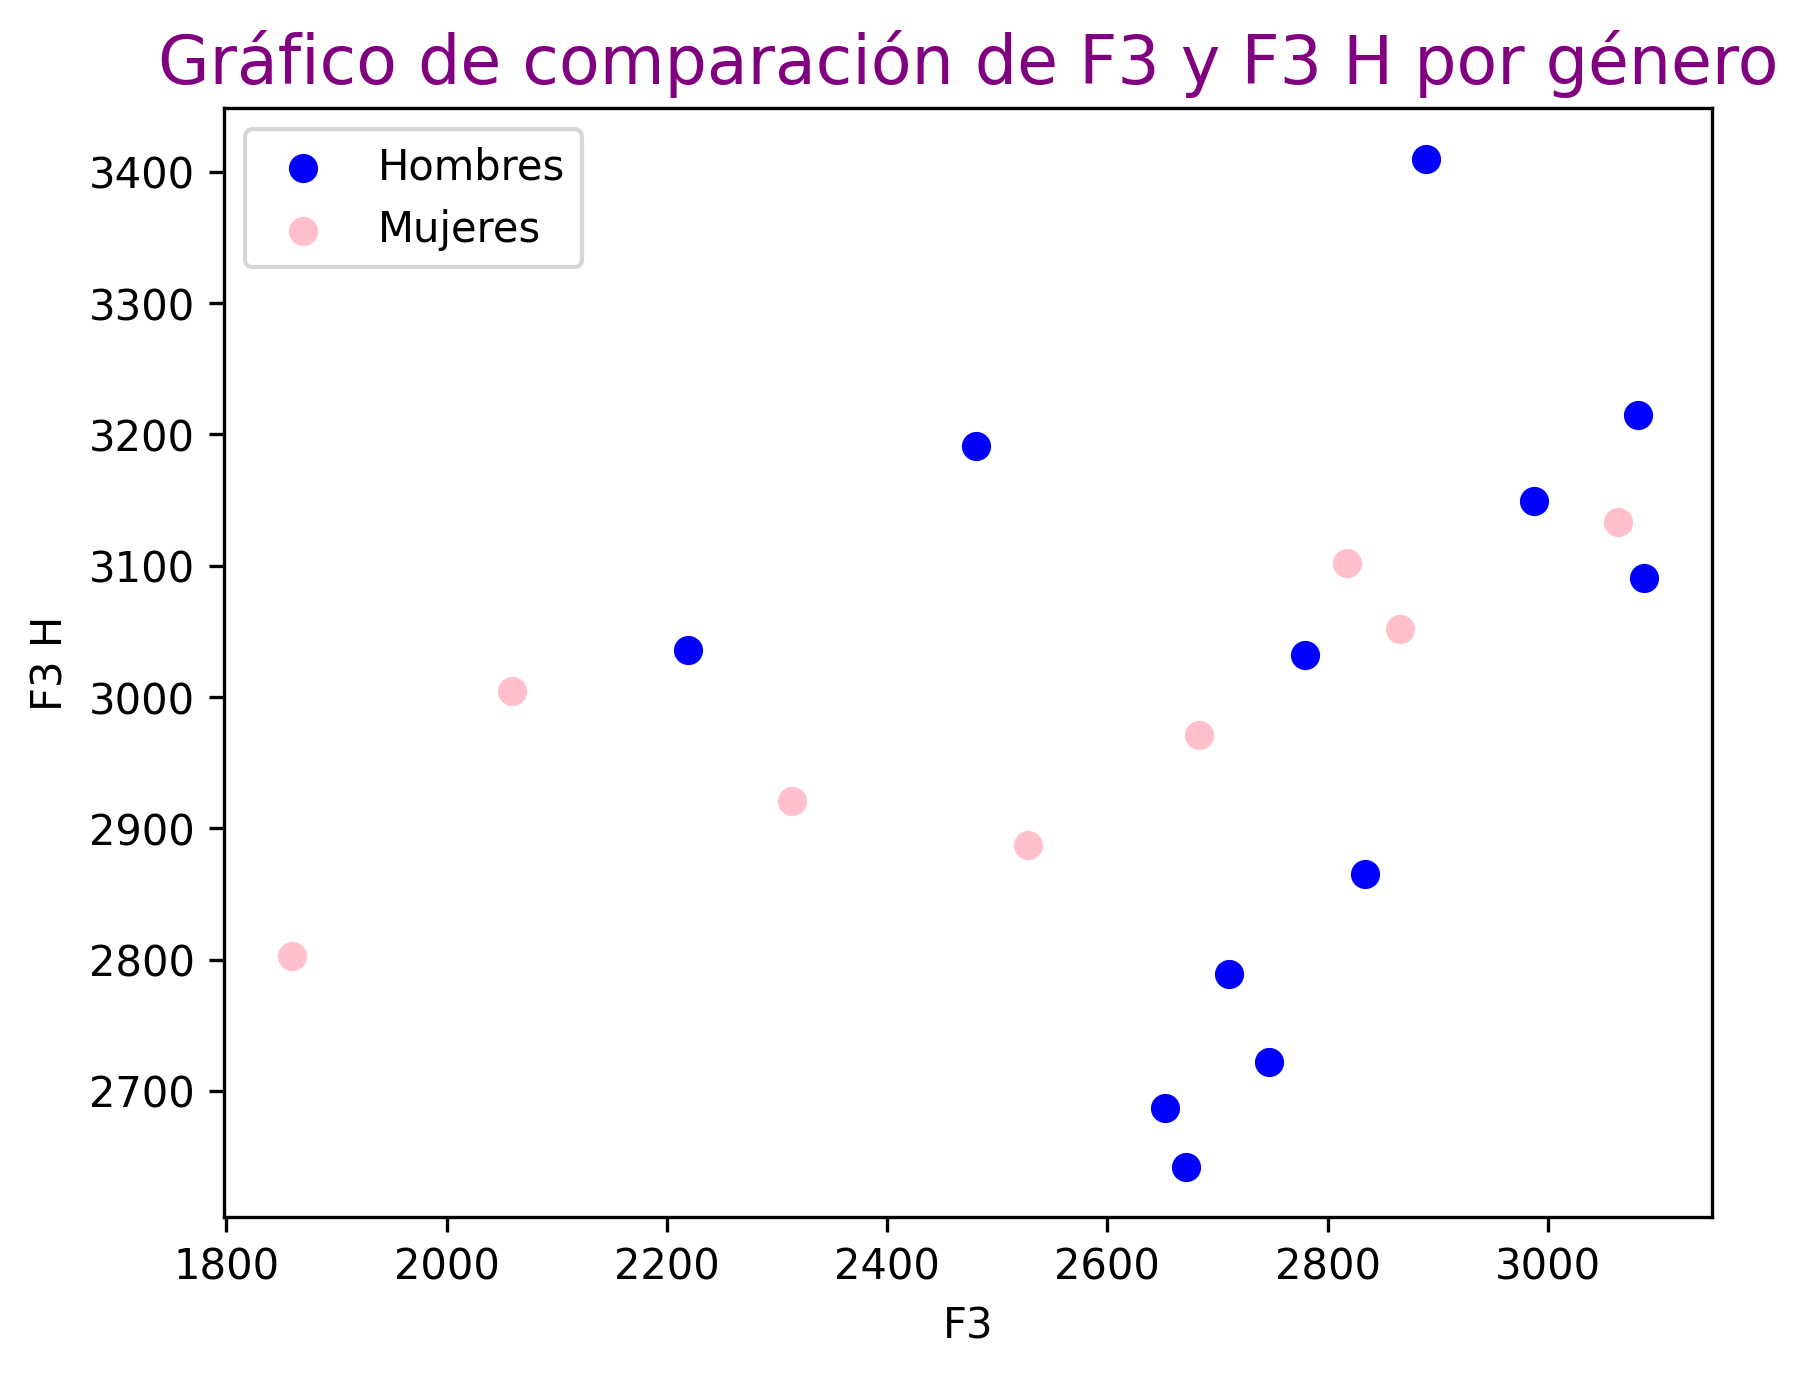 Gráfico de comparación de F3 y F3 H por género
Hombres
Mujeres
3400
3300
3200
3100
3000
2900
2800
2700
F3 H
1800 2000 2200 2400 2600 2800 3000
F3